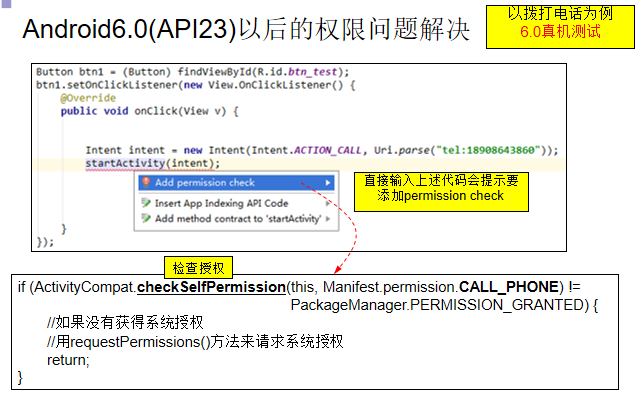 Android6.0(API23)以后的权限问题解决
以拨打电话为例
6.0真机测试
Button btn1 = (Button) findViewById(R.id.btn_test);
btn1.setOnClickListener(new View.OnClickListener() {
@Override
public void onClick(View v) {
Intent intent = new Intent(Intent.ACTION_CALL, Uri.parse("tel:18908643860"));
startActivity(intent);
Add permission check
Insert App Indexing API Code
Add method contract to 'startActivity'
直接输入上述代码会提示要
添加permission check
}
});
检查授权
if (ActivityCompat.checkSelfPermission(this, Manifest.permission.CALL_PHONE) !=
PackageManager.PERMISSION_GRANTED) {
//如果没有获得系统授权
//用requestPermissions()方法来请求系统授权
return;
}